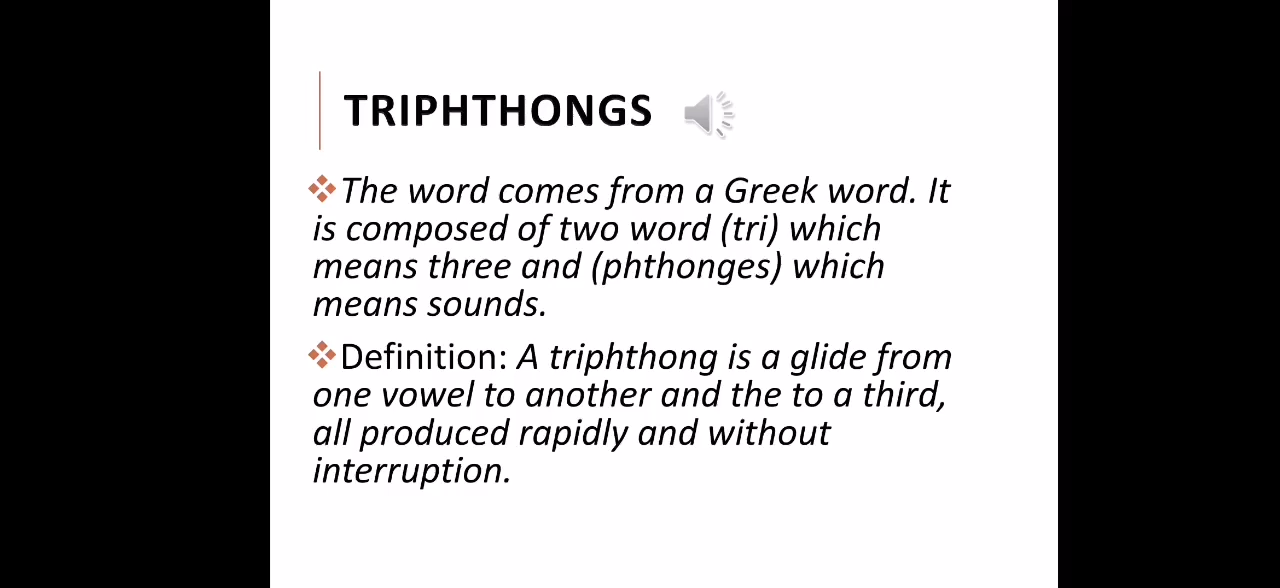 TRIPHTHONGS
The word comes from a Greek word. It
is composed of two word (tri) which
means three and (phthonges) which
means sounds.
Definition: A triphthong is a glide from
one vowel to another and the to a third,
all produced rapidly and without
interruption.